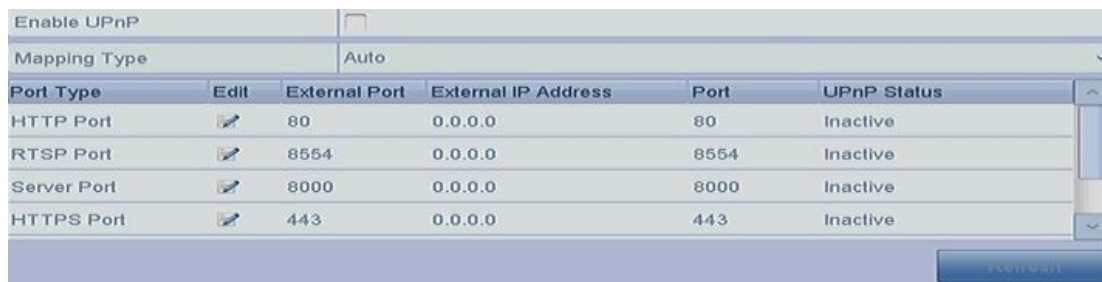 Enable UPnP
Mapping Type Auto
Port Type Edit External Port External IP Address Port UPnP Status
HTTP Port 80 0.0.0.0 80 Inactive
RTSP Port 8554 0.0.0.0 8554 Inactive
Server Port 8000 0.0.0.0 8000 Inactive
HTTPS Port 443 0.0.0.0 443 Inactive
Refresh